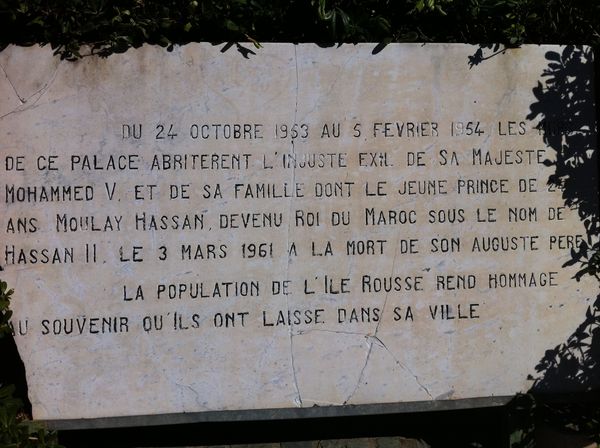 DU 24 OCTOBRE 1953 AU 5 FEVRIER 1954 LES
DE CE PALACE ABRITERENT L'INJUSTE EXIL DE SA MAJESTE
MOHAMMED V. ET DE SA FAMILLE DONT LE JEUNE PRINCE DE
ANS MOULAY HASSAN, DEVENU ROI DU MAROC SOUS LE NOM DE
HASSAN II. LE 3 MARS 1961 A LA MORT DE SON AUGUSTE PERE
LA POPULATION DE L'ILE ROUSSE REND HOMMAGE
AU SOUVENIR QU'ILS ONT LAISSE DANS SA VILLE